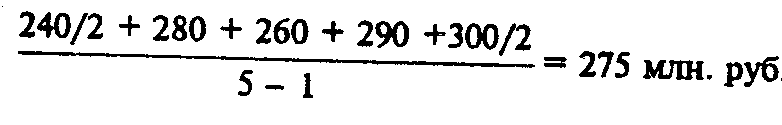 240/2 + 280 + 260 + 290 +300/2
5 – 1
= 275 млн. руб